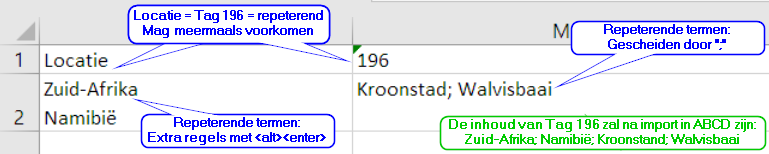 Locatie = Tag 196 = repeterend
Mag meermaals voorkomen
M
Repeterende termen:
Gescheiden door ";"
1 Locatie 196
Zuid-Afrika Kroonstad; Walvisbaai
2 Namibië
Repeterende termen:
Extra regels met <alt><enter>
De inhoud van Tag 196 zal na import in ABCD zijn:
Zuid-Afrika; Namibië; Kroonstand; Walvisbaai